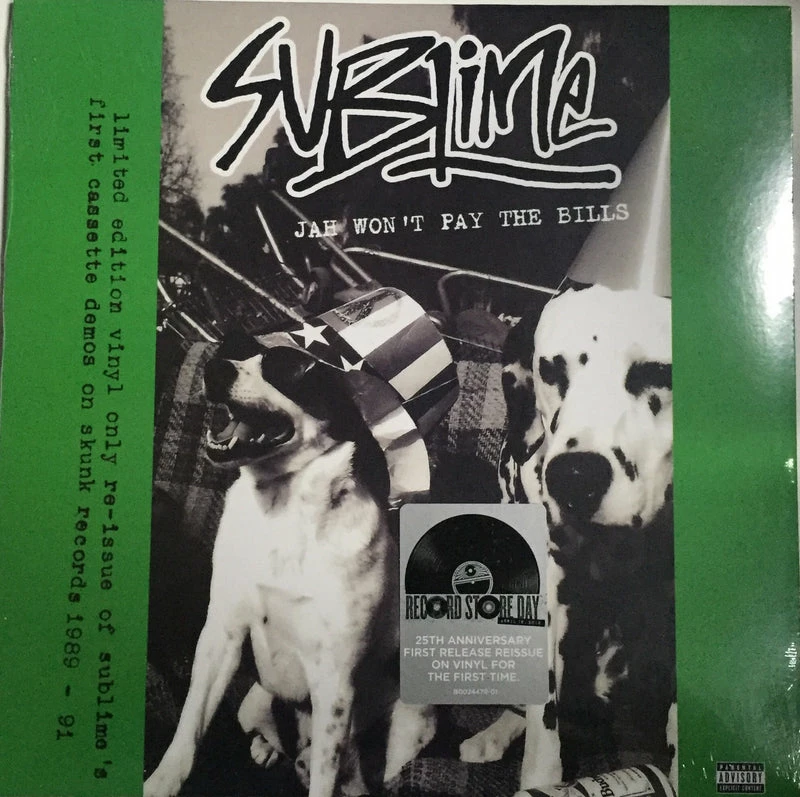 SUBLIME
JAH WON'T PAY THE BILLS
limited edition vinyl only re-issue of sublime's
first cassette demos on skunk records 1989 - 91
RECORD STORE DAY
25TH ANNIVERSARY
FIRST RELEASE REISSUE
ON VINYL FOR
THE FIRST TIME.
PARENTAL
ADVISORY
EXPLICIT CONTENT